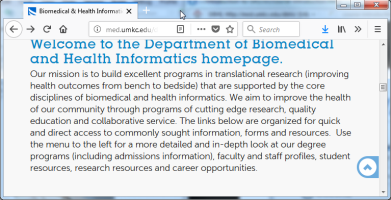 Biomedical & Health Informatic
med.umkc.edu
Search
Welcome to the Department of Biomedical
and Health Informatics homepage.
Our mission is to build excellent programs in translational research (improving
health outcomes from bench to bedside) that are supported by the core
disciplines of biomedical and health informatics. We aim to improve the health
of our community through programs of cutting edge research, quality
education and collaborative service. The links below are organized for quick
and direct access to commonly sought information, forms and resources. Use
the menu to the left for a more detailed and in-depth look at our degree
programs (including admissions information), faculty and staff profiles, student
resources, research resources and career opportunities.